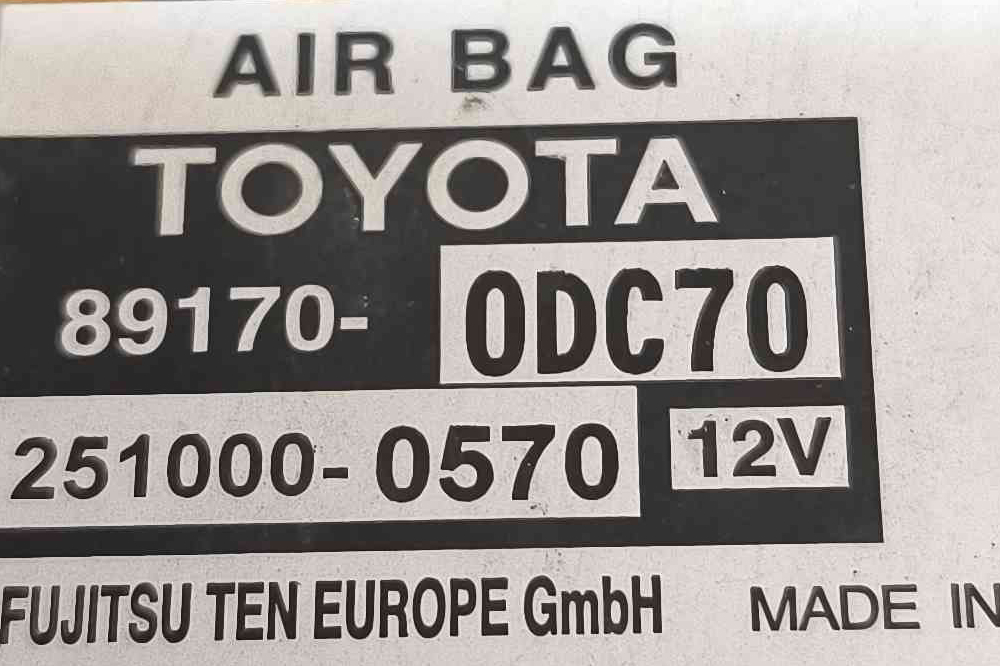 AIR BAG
TOYOTA
89170- 0DC70
251000-0570 12V
FUJITSU TEN EUROPE GmbH MADE IN